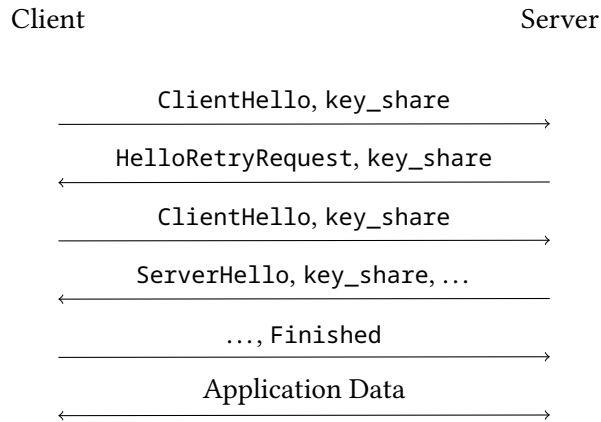 Client Server
ClientHello, key_share
HelloRetryRequest, key_share
ClientHello, key_share
ServerHello, key_share, …
…, Finished
Application Data